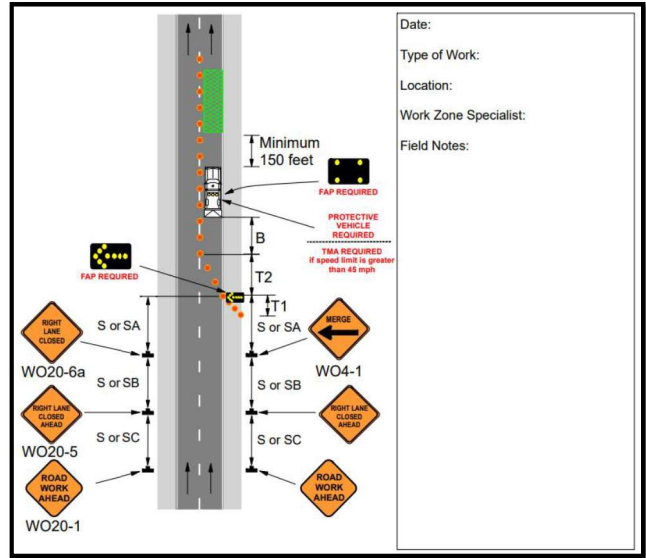 Date:
Type of Work:
Location:
Work Zone Specialist:
Field Notes:
Minimum
150 feet
FAP REQUIRED
PROTECTIVE
VEHICLE
REQUIRED
TMA REQUIRED
if speed limit is greater
than 45 mph
B
T2
T1
FAP REQUIRED
S or SA
S or SA
RIGHT
LANE
CLOSED
WO20-6a
MERGE
WO4-1
S or SB
S or SB
RIGHT LANE
CLOSED
AHEAD
WO20-5
RIGHT LANE
CLOSED
AHEAD
S or SC
S or SC
ROAD
WORK
AHEAD
WO20-1
ROAD
WORK
AHEAD